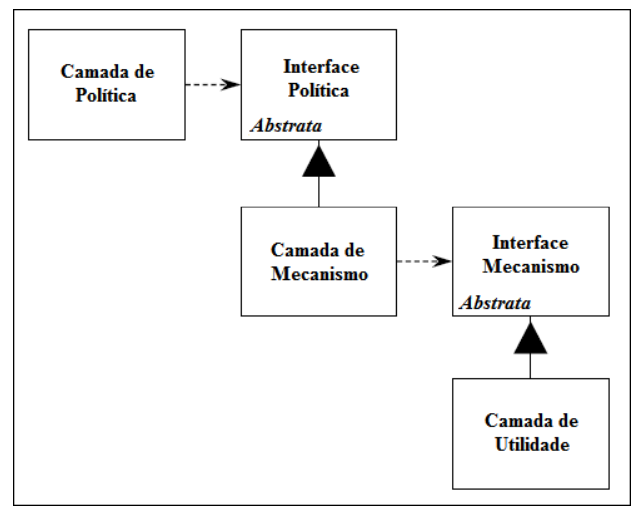 Camada de
Política
Interface
Política
Abstrata
Camada de
Mecanismo
Interface
Mecanismo
Abstrata
Camada de
Utilidade